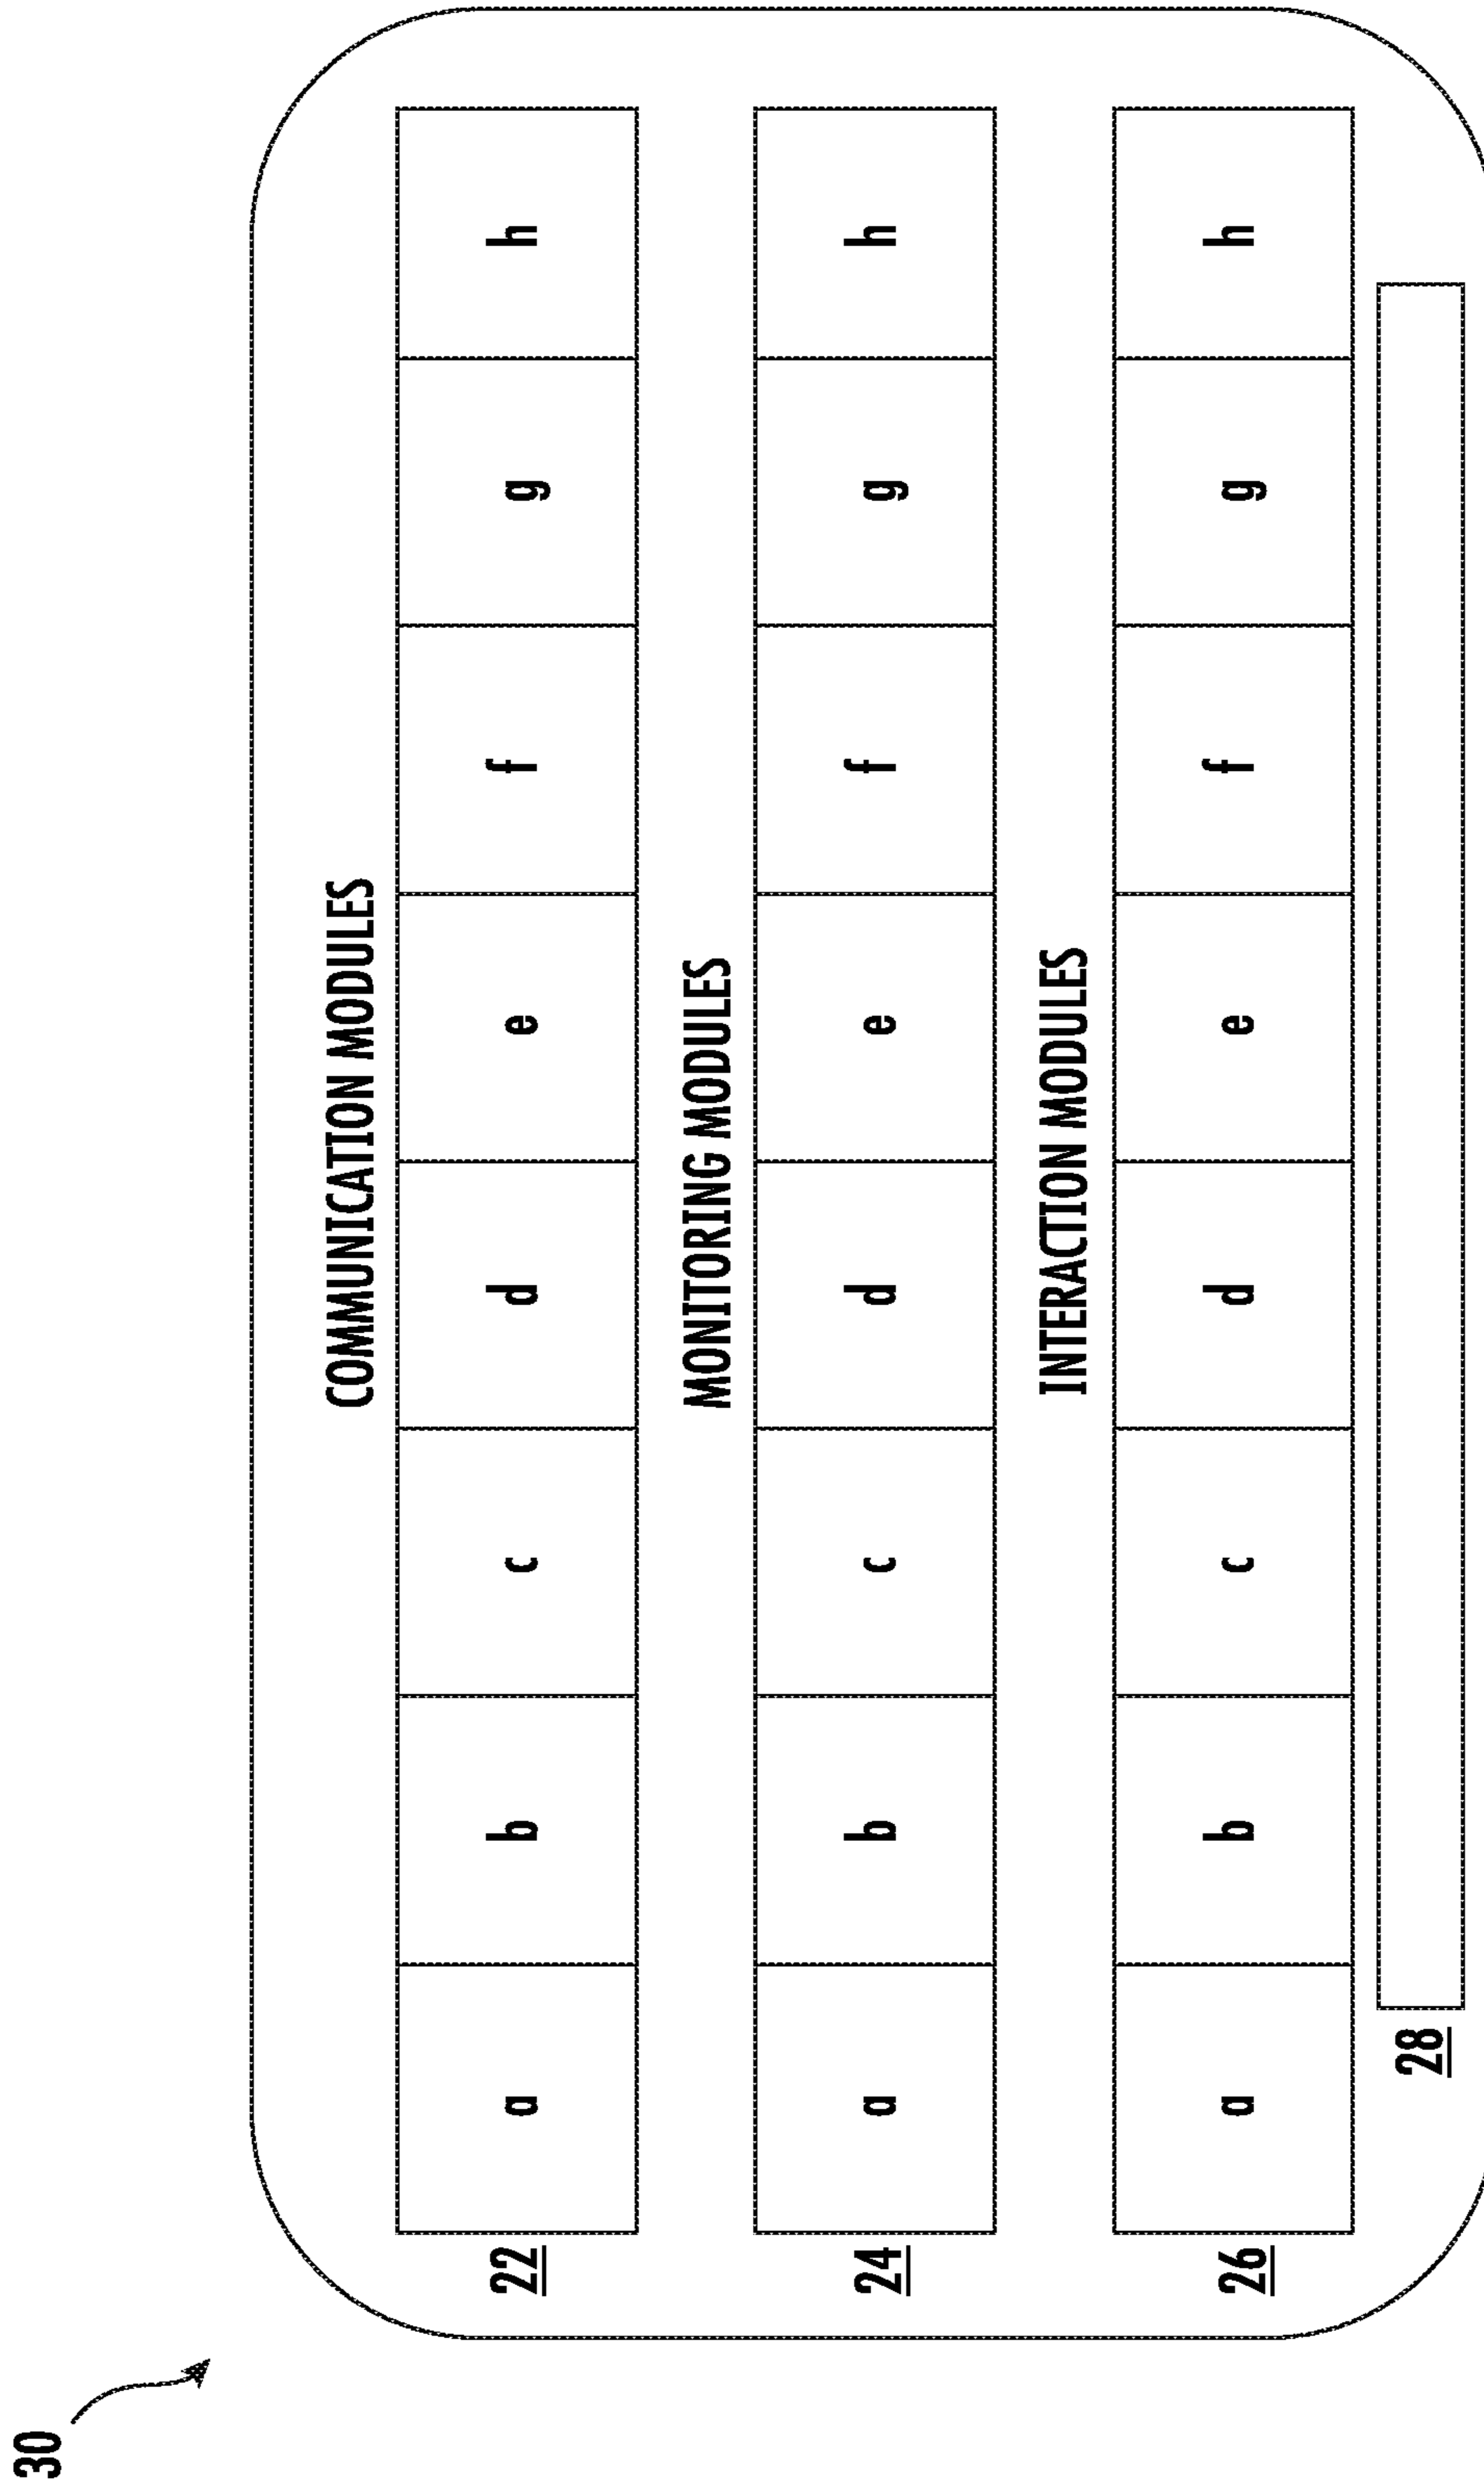 COMMUNICATION MODULES
22 a b c d e f g h
MONITORING MODULES
24 a b c d e f g h
INTERACTION MODULES
26 a b c d e f g h
28
30